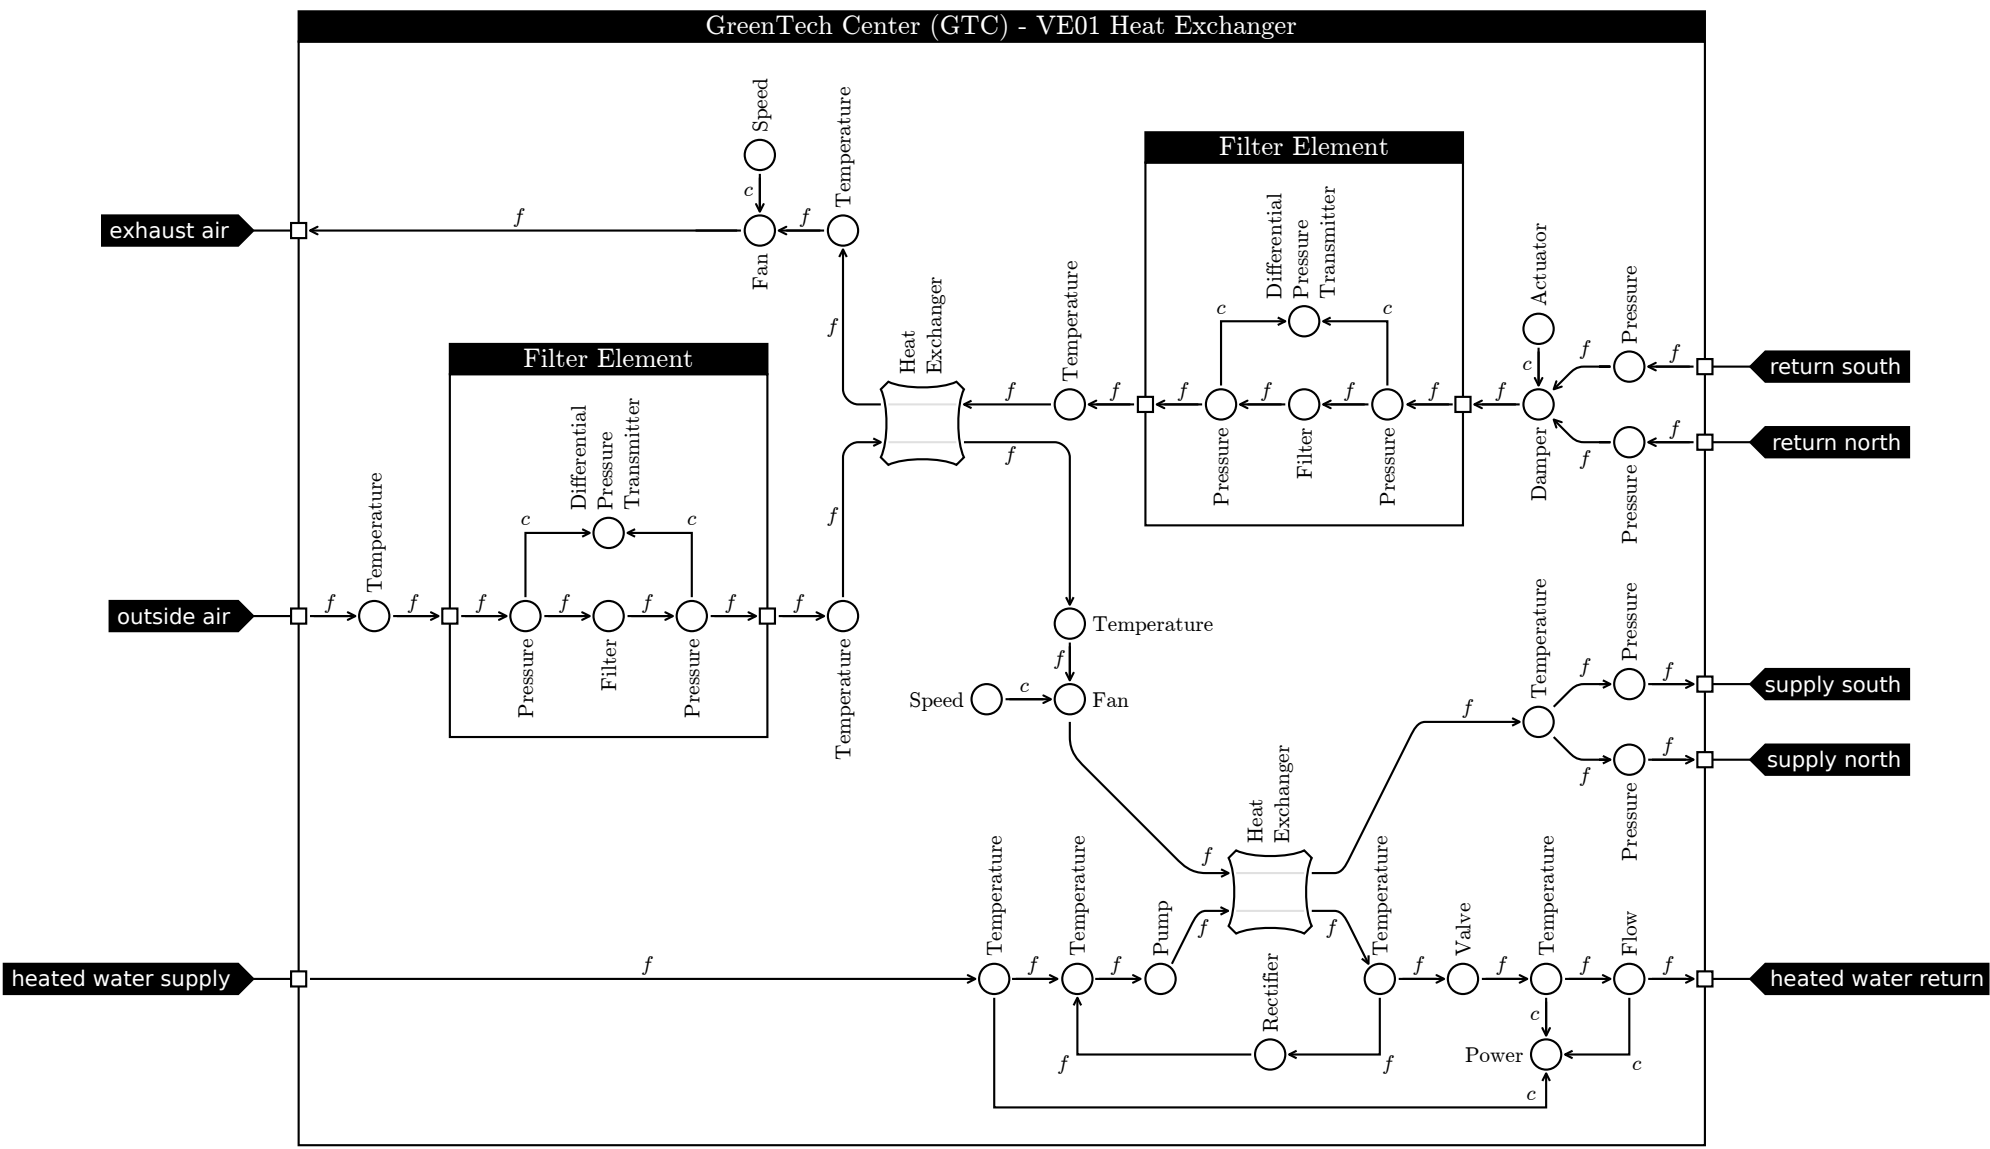 GreenTech Center (GTC) - VE01 Heat Exchanger
Speed
Temperature
c
f
f
exhaust air
Fan
f
Heat
Exchanger
Temperature
Filter Element
Differential
Pressure
Transmitter
c
c
Actuator
c
Pressure
f
f
return south
f
f
f
f
f
f
f
Pressure
Filter
Pressure
Damper
f
f
return north
Pressure
Filter Element
Differential
Pressure
Transmitter
c
c
Temperature
f
f
outside air
f
f
f
f
f
f
f
Pressure
Filter
Pressure
Temperature
Temperature
f
Speed
c
Fan
Temperature
Pressure
f
f
supply south
f
f
f
supply north
Pressure
Heat
Exchanger
f
Temperature
Temperature
Pump
f
f
Temperature
Valve
Temperature
Flow
heated water supply
f
f
f
f
f
f
f
heated water return
Rectifier
f
f
c
Power
c
c